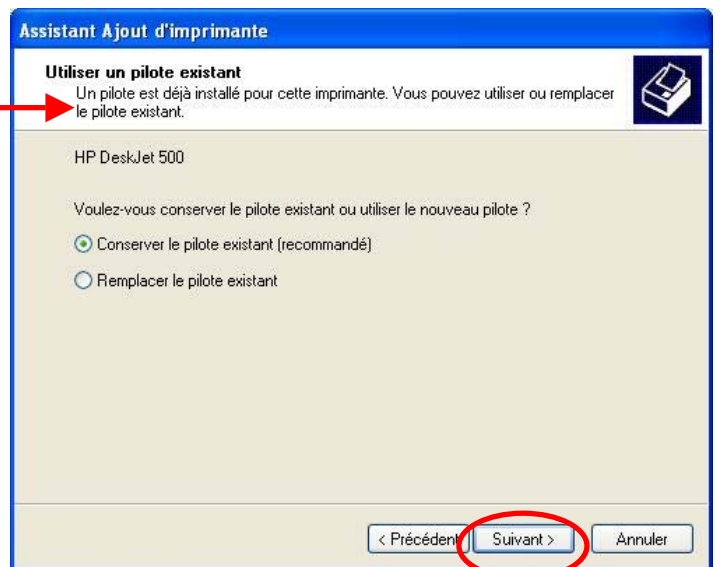 Assistant Ajout d'imprimante
Utiliser un pilote existant
Un pilote est déjà installé pour cette imprimante. Vous pouvez utiliser ou remplacer
le pilote existant.
HP DeskJet 500
Voulez-vous conserver le pilote existant ou utiliser le nouveau pilote ?
Conserver le pilote existant (recommandé)
Remplacer le pilote existant
< Précédent Suivant > Annuler